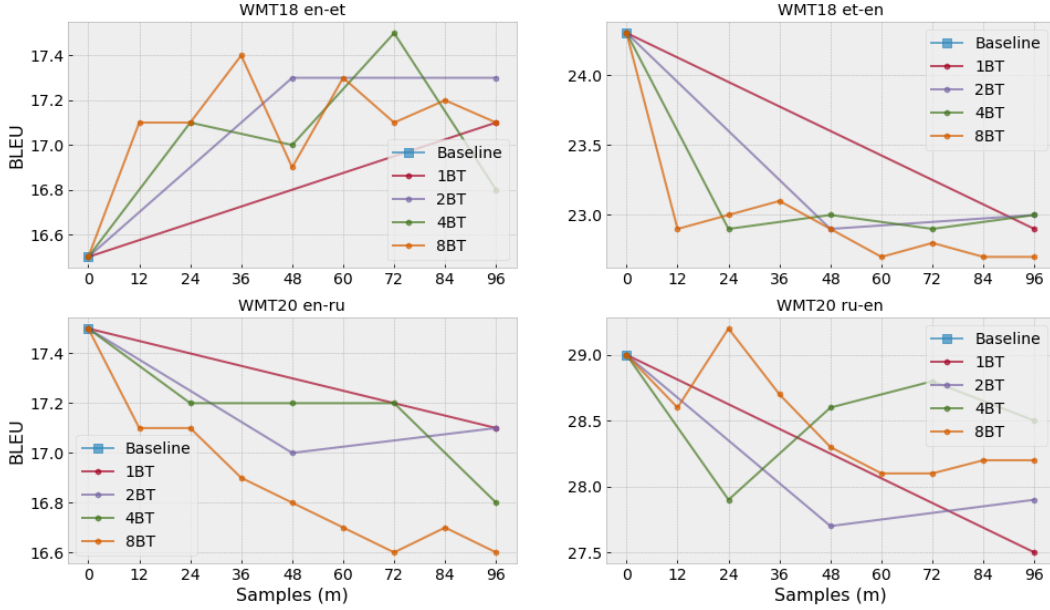 WMT18 en-et
BLEU
17.4
17.2
17.0
16.8
16.6
0 12 24 36 48 60 72 84 96
Baseline
1BT
2BT
4BT
8BT
WMT18 et-en
24.0
23.5
23.0
0 12 24 36 48 60 72 84 96
Baseline
1BT
2BT
4BT
8BT
WMT20 en-ru
BLEU
17.4
17.2
17.0
16.8
16.6
0 12 24 36 48 60 72 84 96
Samples (m)
Baseline
1BT
2BT
4BT
8BT
WMT20 ru-en
29.0
28.5
28.0
27.5
0 12 24 36 48 60 72 84 96
Samples (m)
Baseline
1BT
2BT
4BT
8BT